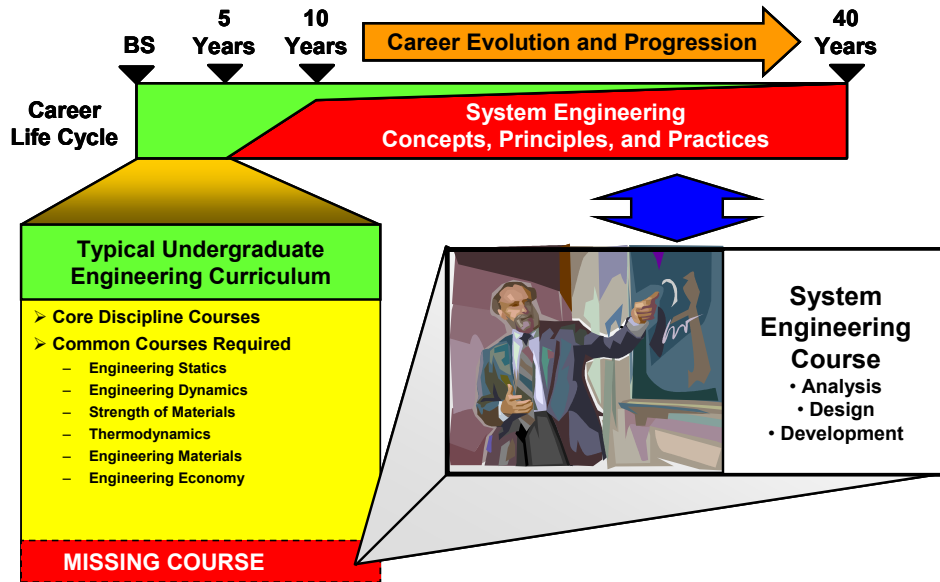 BS
5
Years
10
Years
Career Evolution and Progression
40
Years
Career
Life Cycle
System Engineering
Concepts, Principles, and Practices
Typical Undergraduate
Engineering Curriculum
➢ Core Discipline Courses
➢ Common Courses Required
– Engineering Statics
– Engineering Dynamics
– Strength of Materials
– Thermodynamics
– Engineering Materials
– Engineering Economy
MISSING COURSE
System
Engineering
Course
• Analysis
• Design
• Development